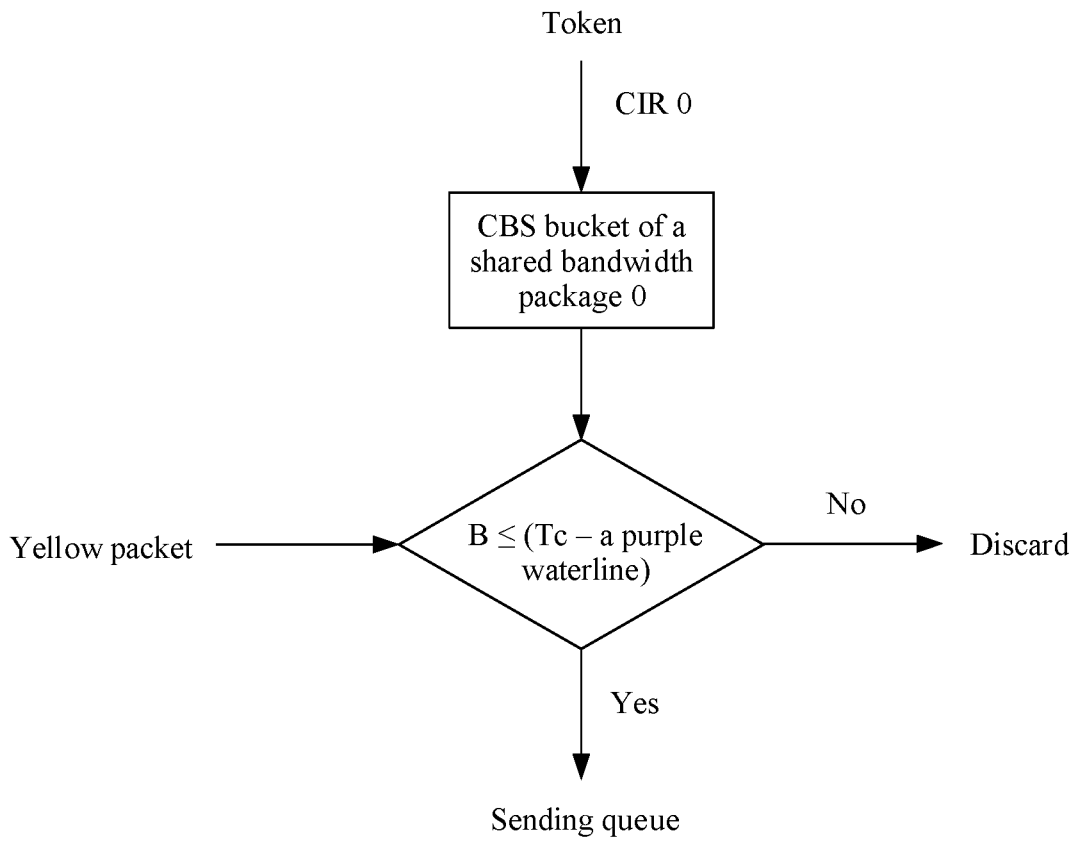 Token
CIR 0
CBS bucket of a
shared bandwidth
package 0
No
Yellow packet
B ≤ (Tc – a purple
waterline)
Discard
Yes
Sending queue